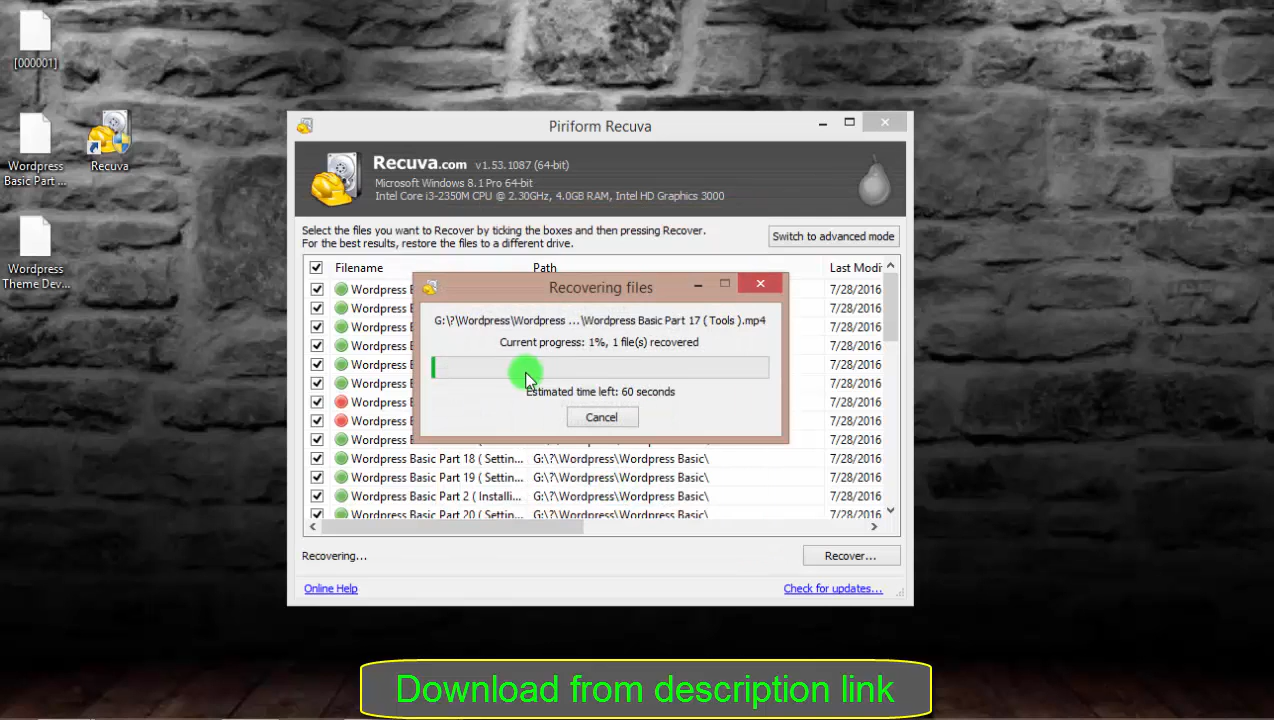 [000001]
Wordpress
Basic Part ...
Recuva
Wordpress
Theme Dev...
Piriform Recuva
Recuva.com v1.53.1087 (64-bit)
Microsoft Windows 8.1 Pro 64-bit
Intel Core i3-2350M CPU @ 2.30GHz, 4.0GB RAM, Intel HD Graphics 3000
Select the files you want to Recover by ticking the boxes and then pressing Recover.
For the best results, restore the files to a different drive.
Switch to advanced mode
Filename Path Last Modi
Wordpress B 7/28/2016
Wordpress B 7/28/2016
Wordpress B 7/28/2016
Wordpress B 7/28/2016
Wordpress B 7/28/2016
Wordpress B 7/28/2016
Wordpress B 7/28/2016
Wordpress B 7/28/2016
Recovering files
G:\?\Wordpress\Wordpress ...\Wordpress Basic Part 17 ( Tools ).mp4
Current progress: 1%, 1 file(s) recovered
Estimated time left: 60 seconds
Cancel
Wordpress Basic Part 18 ( Settin... G:\?\Wordpress\Wordpress Basic\ 7/28/2016
Wordpress Basic Part 19 ( Settin... G:\?\Wordpress\Wordpress Basic\ 7/28/2016
Wordpress Basic Part 2 ( Installi... G:\?\Wordpress\Wordpress Basic\ 7/28/2016
Wordpress Basic Part 20 ( Settin... G:\?\Wordpress\Wordpress Basic\ 7/28/2016
Recovering...
Recover...
Online Help
Check for updates...
Download from description link